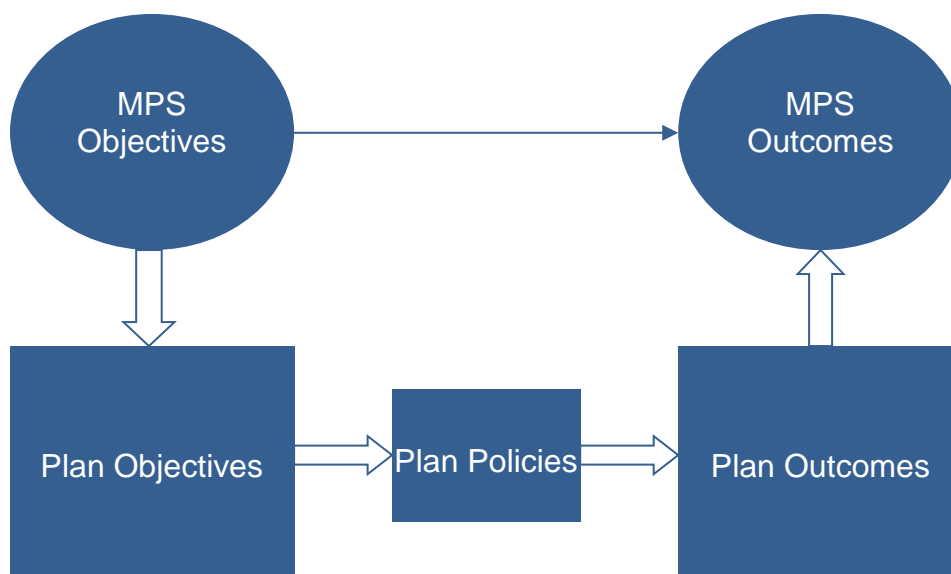 MPS
Objectives
MPS
Outcomes
Plan Objectives
Plan Policies
Plan Outcomes